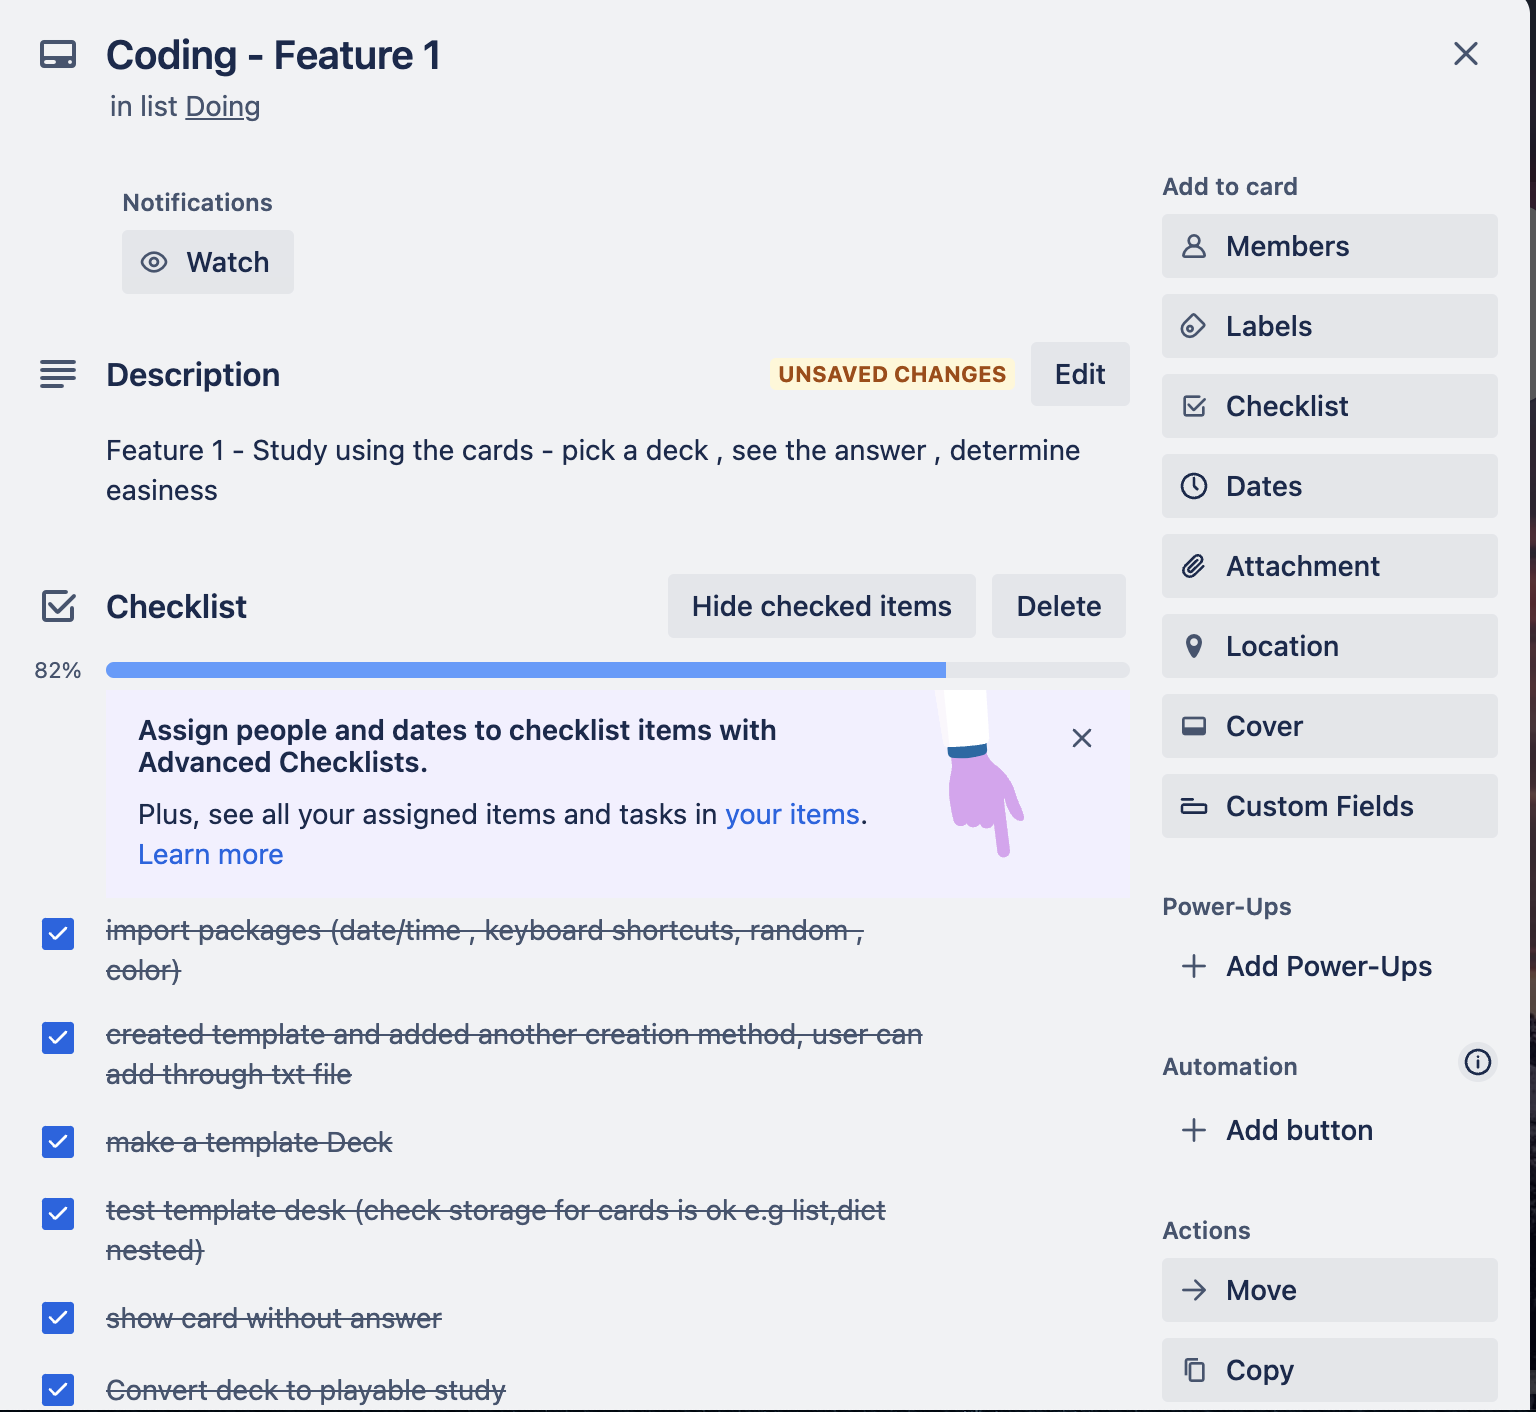 Coding - Feature 1
in list Doing
Notifications
Watch
Description
UNSAVED CHANGES
Edit
Feature 1 - Study using the cards - pick a deck , see the answer , determine
easiness
Checklist
Hide checked items
Delete
82%
Assign people and dates to checklist items with
Advanced Checklists.
Plus, see all your assigned items and tasks in your items.
Learn more
import packages (date/time , keyboard shortcuts, random ,
color)
created template and added another creation method, user can
add through txt file
make a template Deck
test template desk (check storage for cards is ok e.g list,dict
nested)
show card without answer
Convert deck to playable study
Add to card
Members
Labels
Checklist
Dates
Attachment
Location
Cover
Custom Fields
Power-Ups
Add Power-Ups
Automation
Add button
Actions
Move
Copy